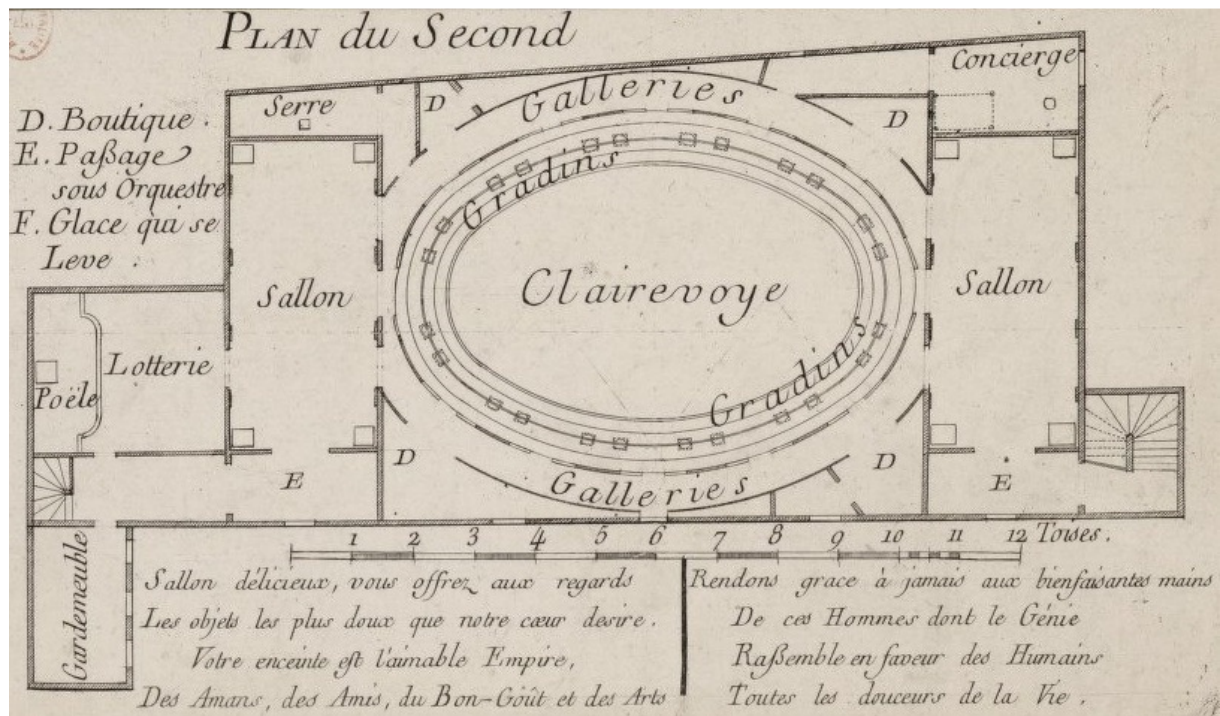 PLAN du Second
D. Boutique.
E. Paßage
sous Orquestre
F. Glace qui se
Leve.
Serre
D
Galleries
D
Concierge
Gradins
Sallon
Clairevoye
Sallon
Lotterie
Poële
Gradins
D
D
E
Galleries
E
Gardemeuble
1 2 3 4 5 6 7 8 9 10 11 12 Toises.
Sallon délicieux, vous offrez aux regards
Les objets les plus doux que notre cœur desire.
Votre enceinte est l'aimable Empire,
Des Amans, des Amis, du Bon-Goût et des Arts
Rendons grace à jamais aux bienfaisantes mains
De ces Hommes dont le Génie
Raßemble en faveur des Humains
Toutes les douceurs de la Vie.